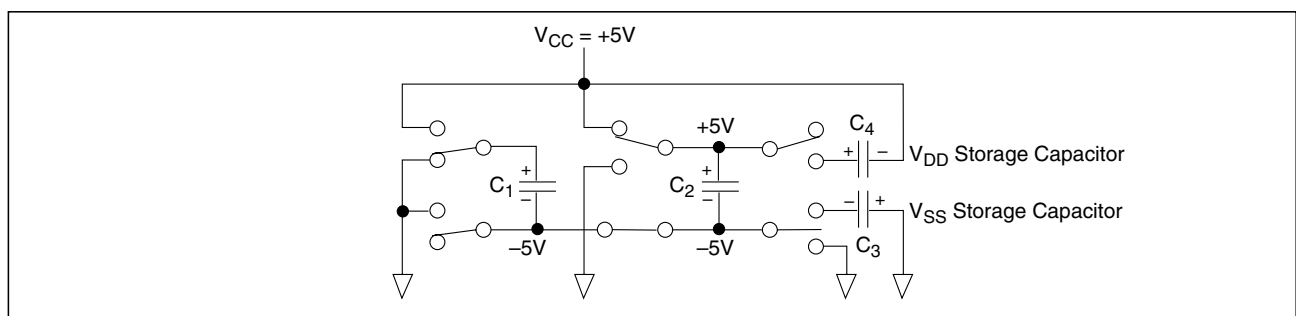 V_CC = +5V
+5V
C_4
+
–
V_DD Storage Capacitor
+
C_1
–
+
C_2
–
–
+
V_SS Storage Capacitor
C_3
–5V
–5V